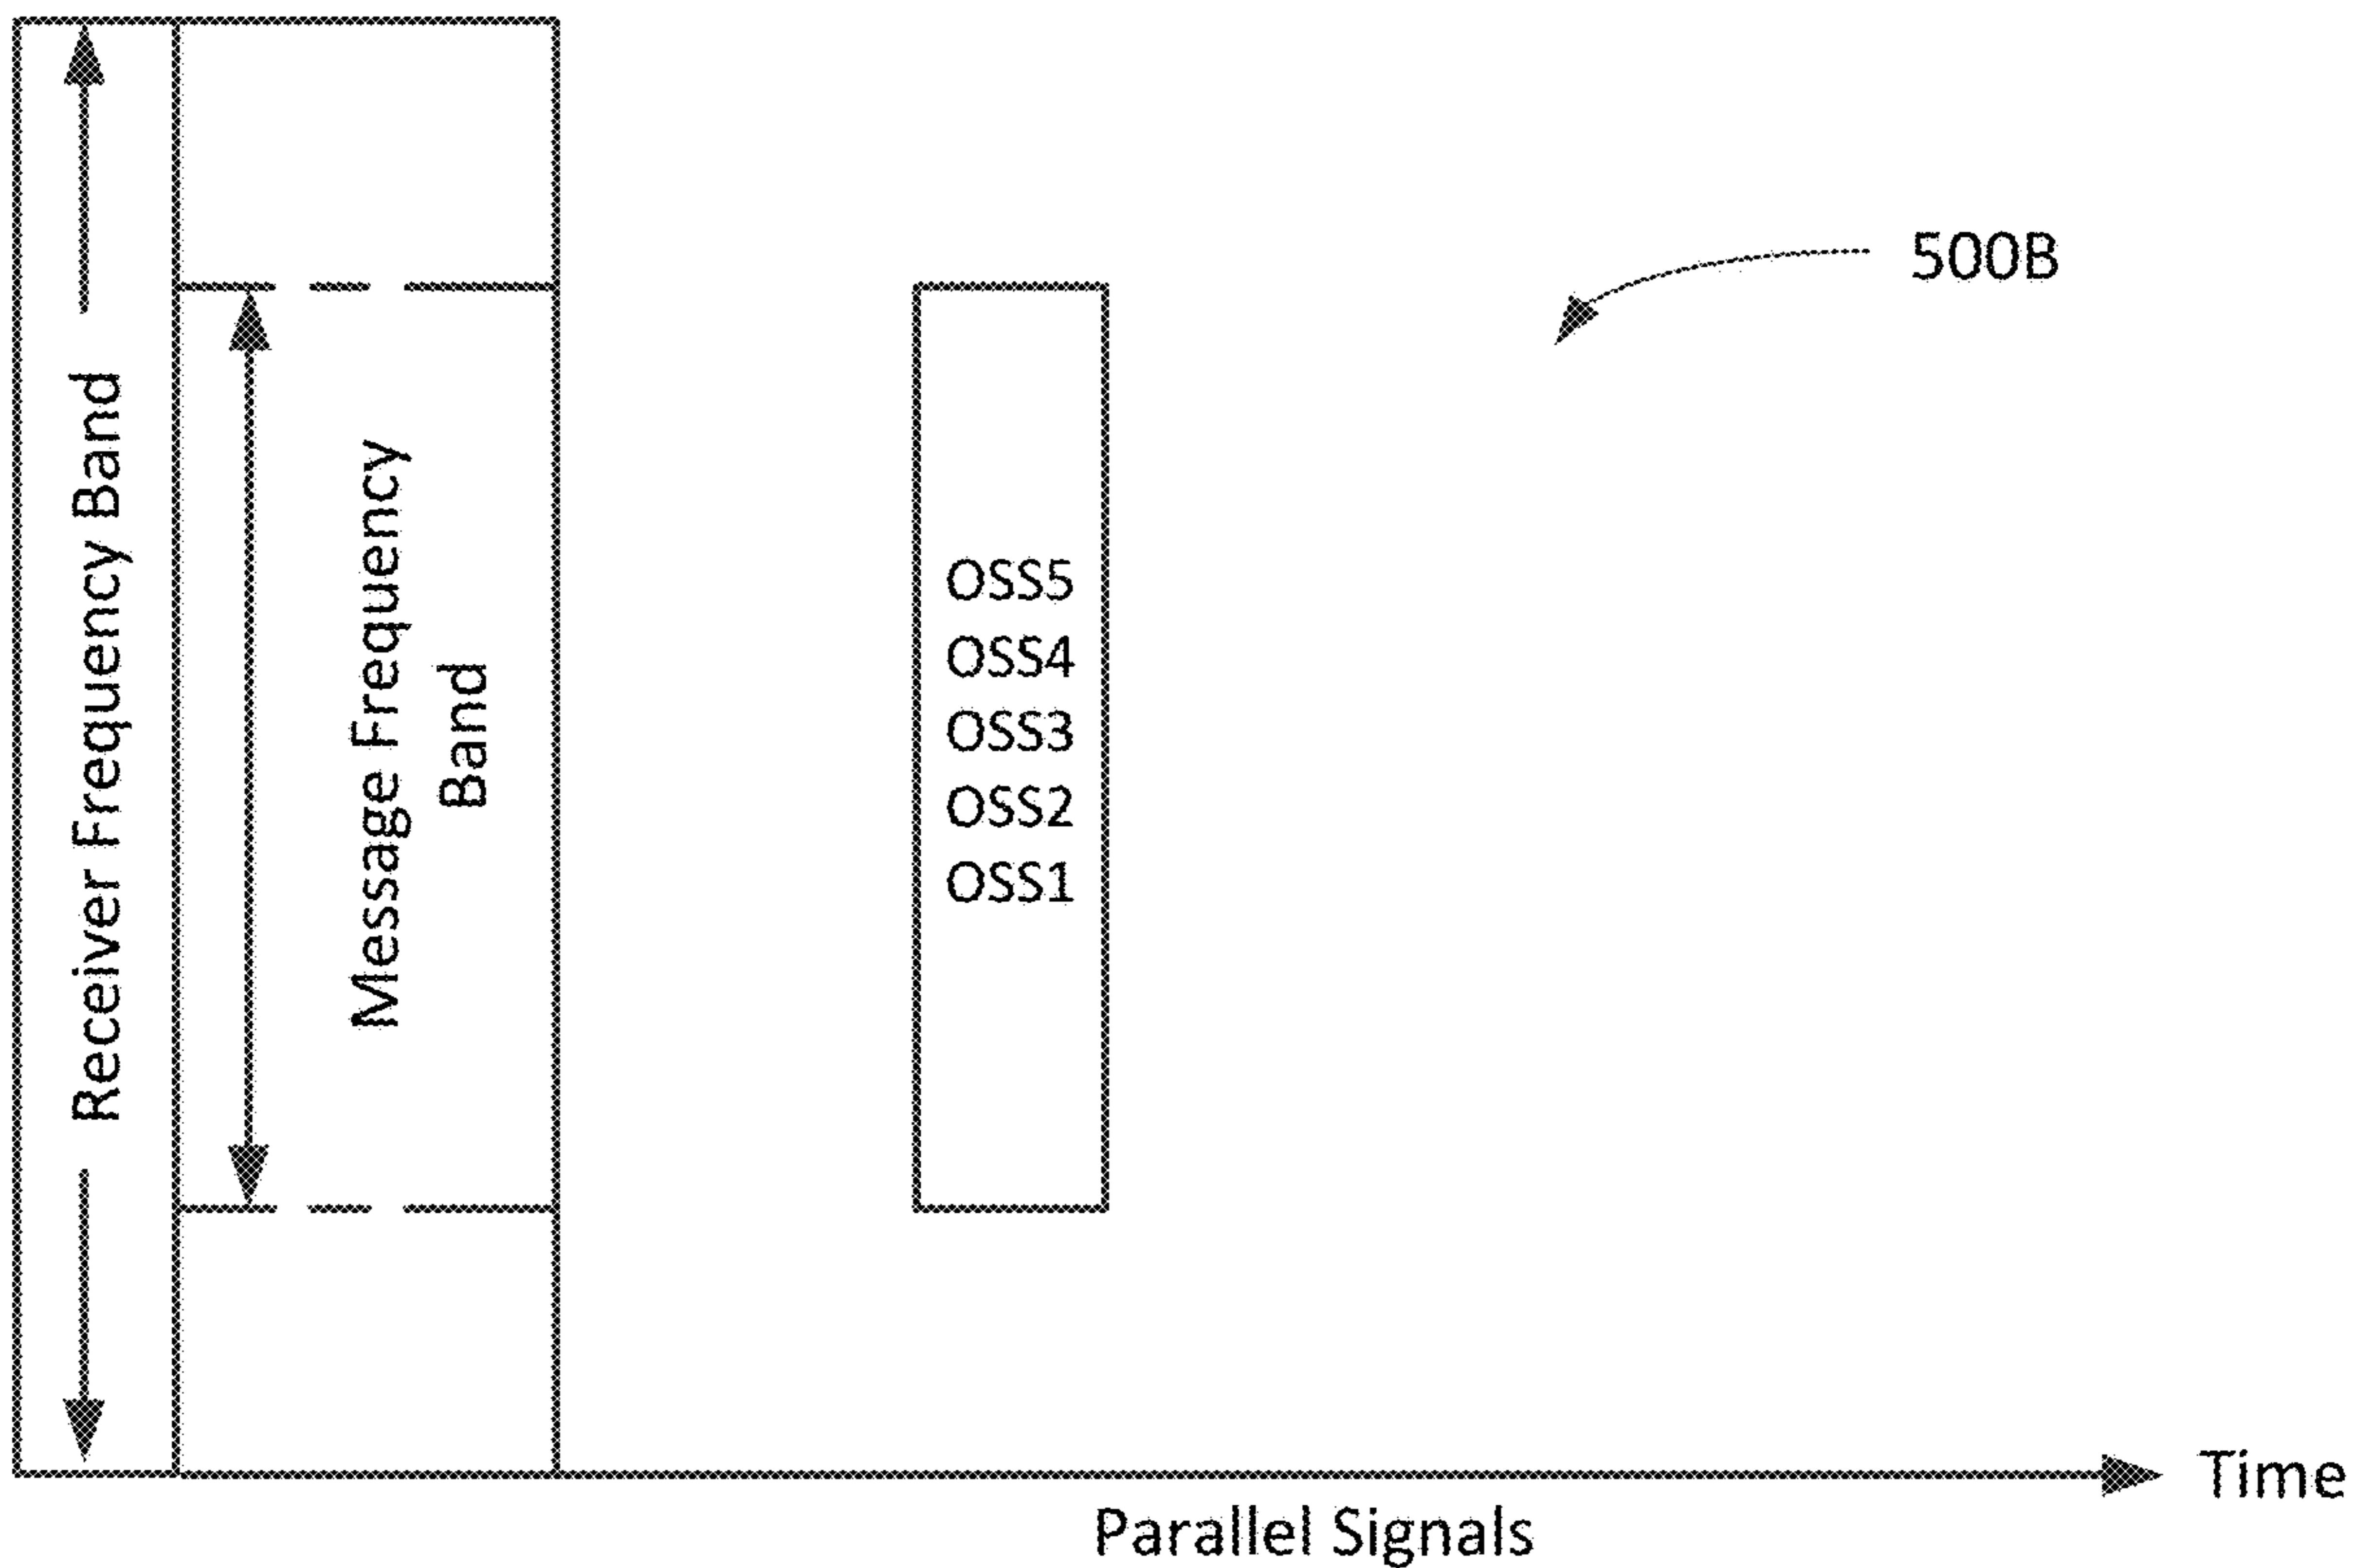 Receiver Frequency Band
Message Frequency
Band
OSS5
OSS4
OSS3
OSS2
OSS1
500B
Time
Parallel Signals